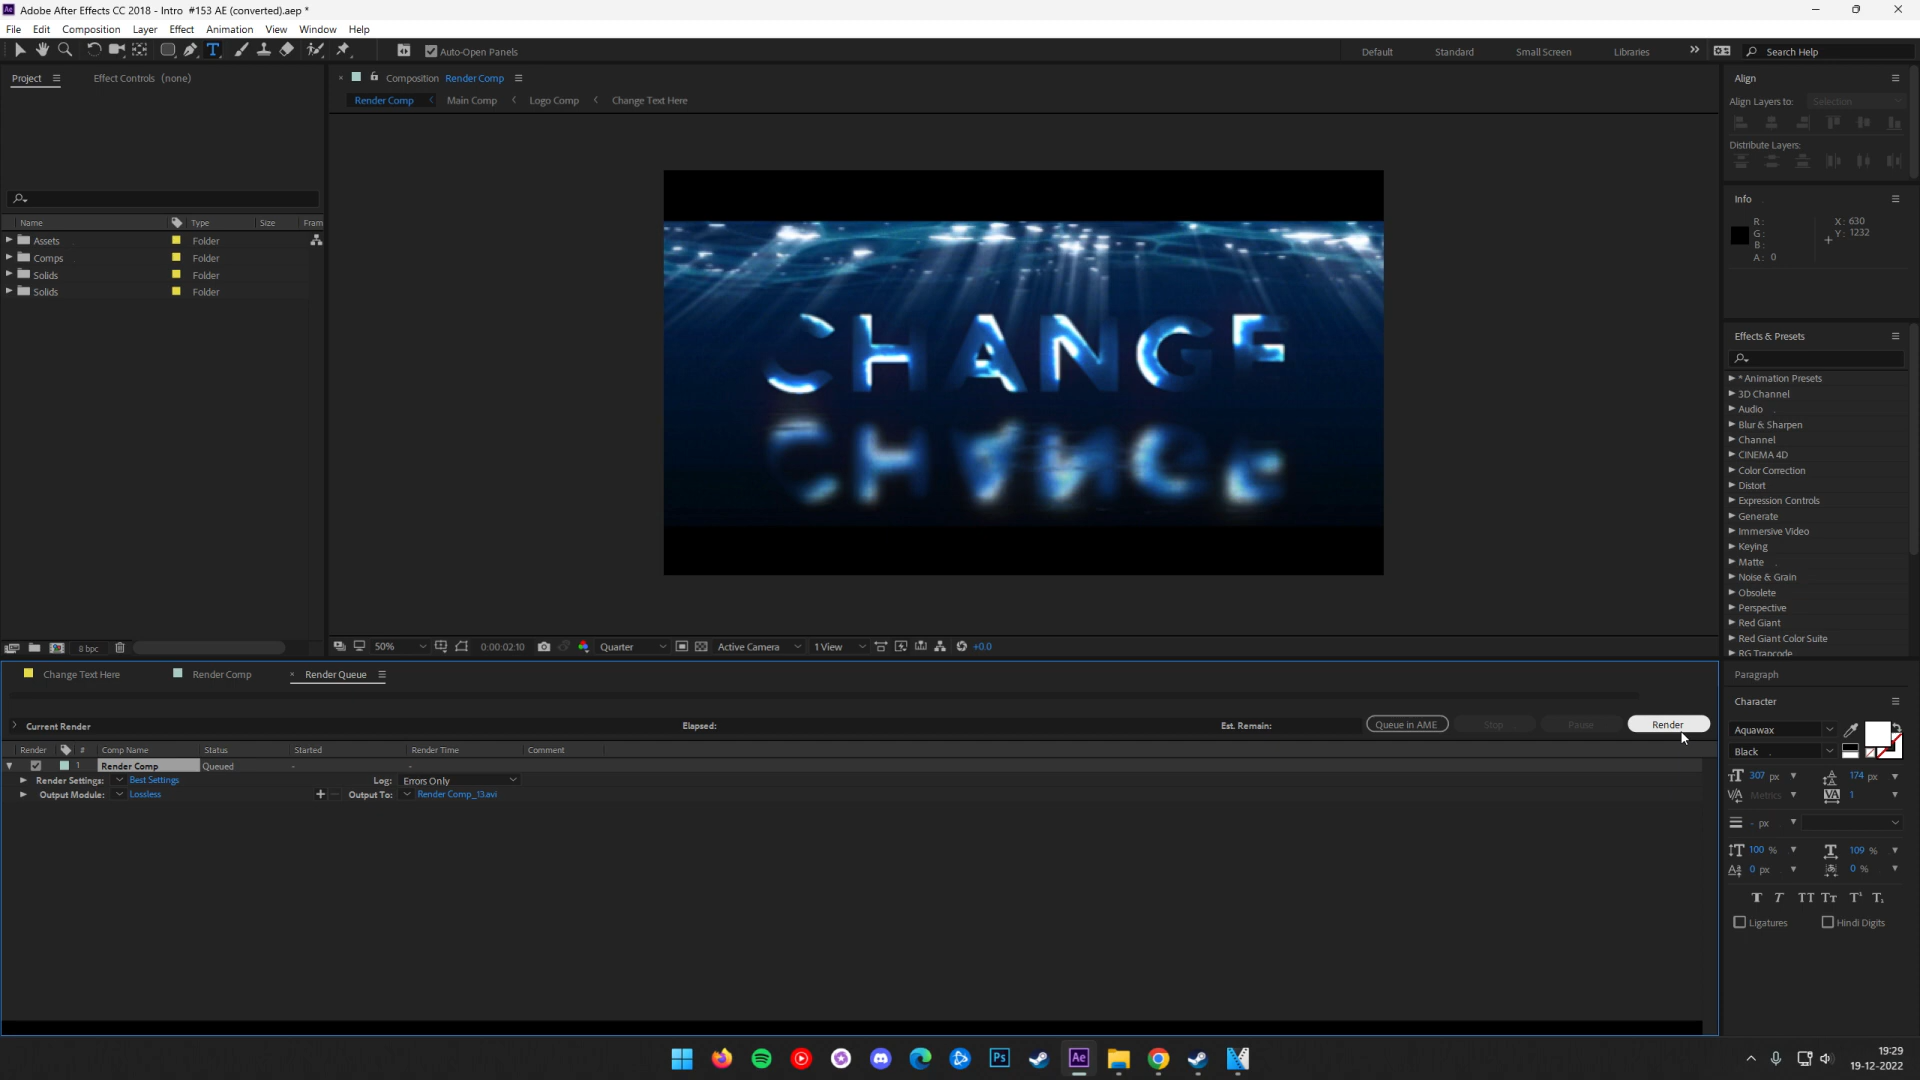 Adobe After Effects CC 2018 - Intro #153 AE (converted).aep *
File Edit Composition Layer Effect Animation View Window Help
Auto-Open Panels
Default Standard Small Screen Libraries
Search Help
Project
Effect Controls (none)
Composition Render Comp
Render Comp Main Comp Logo Comp Change Text Here
Name Type Size Fram
Assets Folder
Comps Folder
Solids Folder
Solids Folder
CHANGE
8 bpc
50%
0:00:02:10
Quarter
Active Camera
1 View
+0.0
Align
Align Layers to: Selection
Distribute Layers:
Info
R:
G:
B:
A: 0
X: 630
Y: 1232
Effects & Presets
* Animation Presets
3D Channel
Audio
Blur & Sharpen
Channel
CINEMA 4D
Color Correction
Distort
Expression Controls
Generate
Immersive Video
Keying
Matte
Noise & Grain
Obsolete
Perspective
Red Giant
Red Giant Color Suite
RG Trapcode
Change Text Here
Render Comp
Render Queue
Current Render
Elapsed:
Est. Remain:
Queue in AME
Stop
Pause
Render
Render # Comp Name Status Started Render Time Comment
1 Render Comp Queued - -
Render Settings: Best Settings
Log: Errors Only
Output Module: Lossless
Output To: Render Comp_13.avi
Paragraph
Character
Aquawax
Black
307 px
174 px
Metrics
1
- px
100 %
109 %
0 px
0 %
Ligatures
Hindi Digits
19:29
19-12-2022